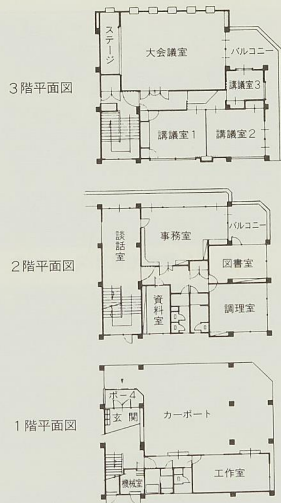 3階平面図
ステージ
大会議室
バルコニー
講議室3
講議室1
講議室2
2階平面図
談話室
事務室
バルコニー
図書室
資料室
調理室
1階平面図
ポー4
玄関
カーポート
機械室
工作室